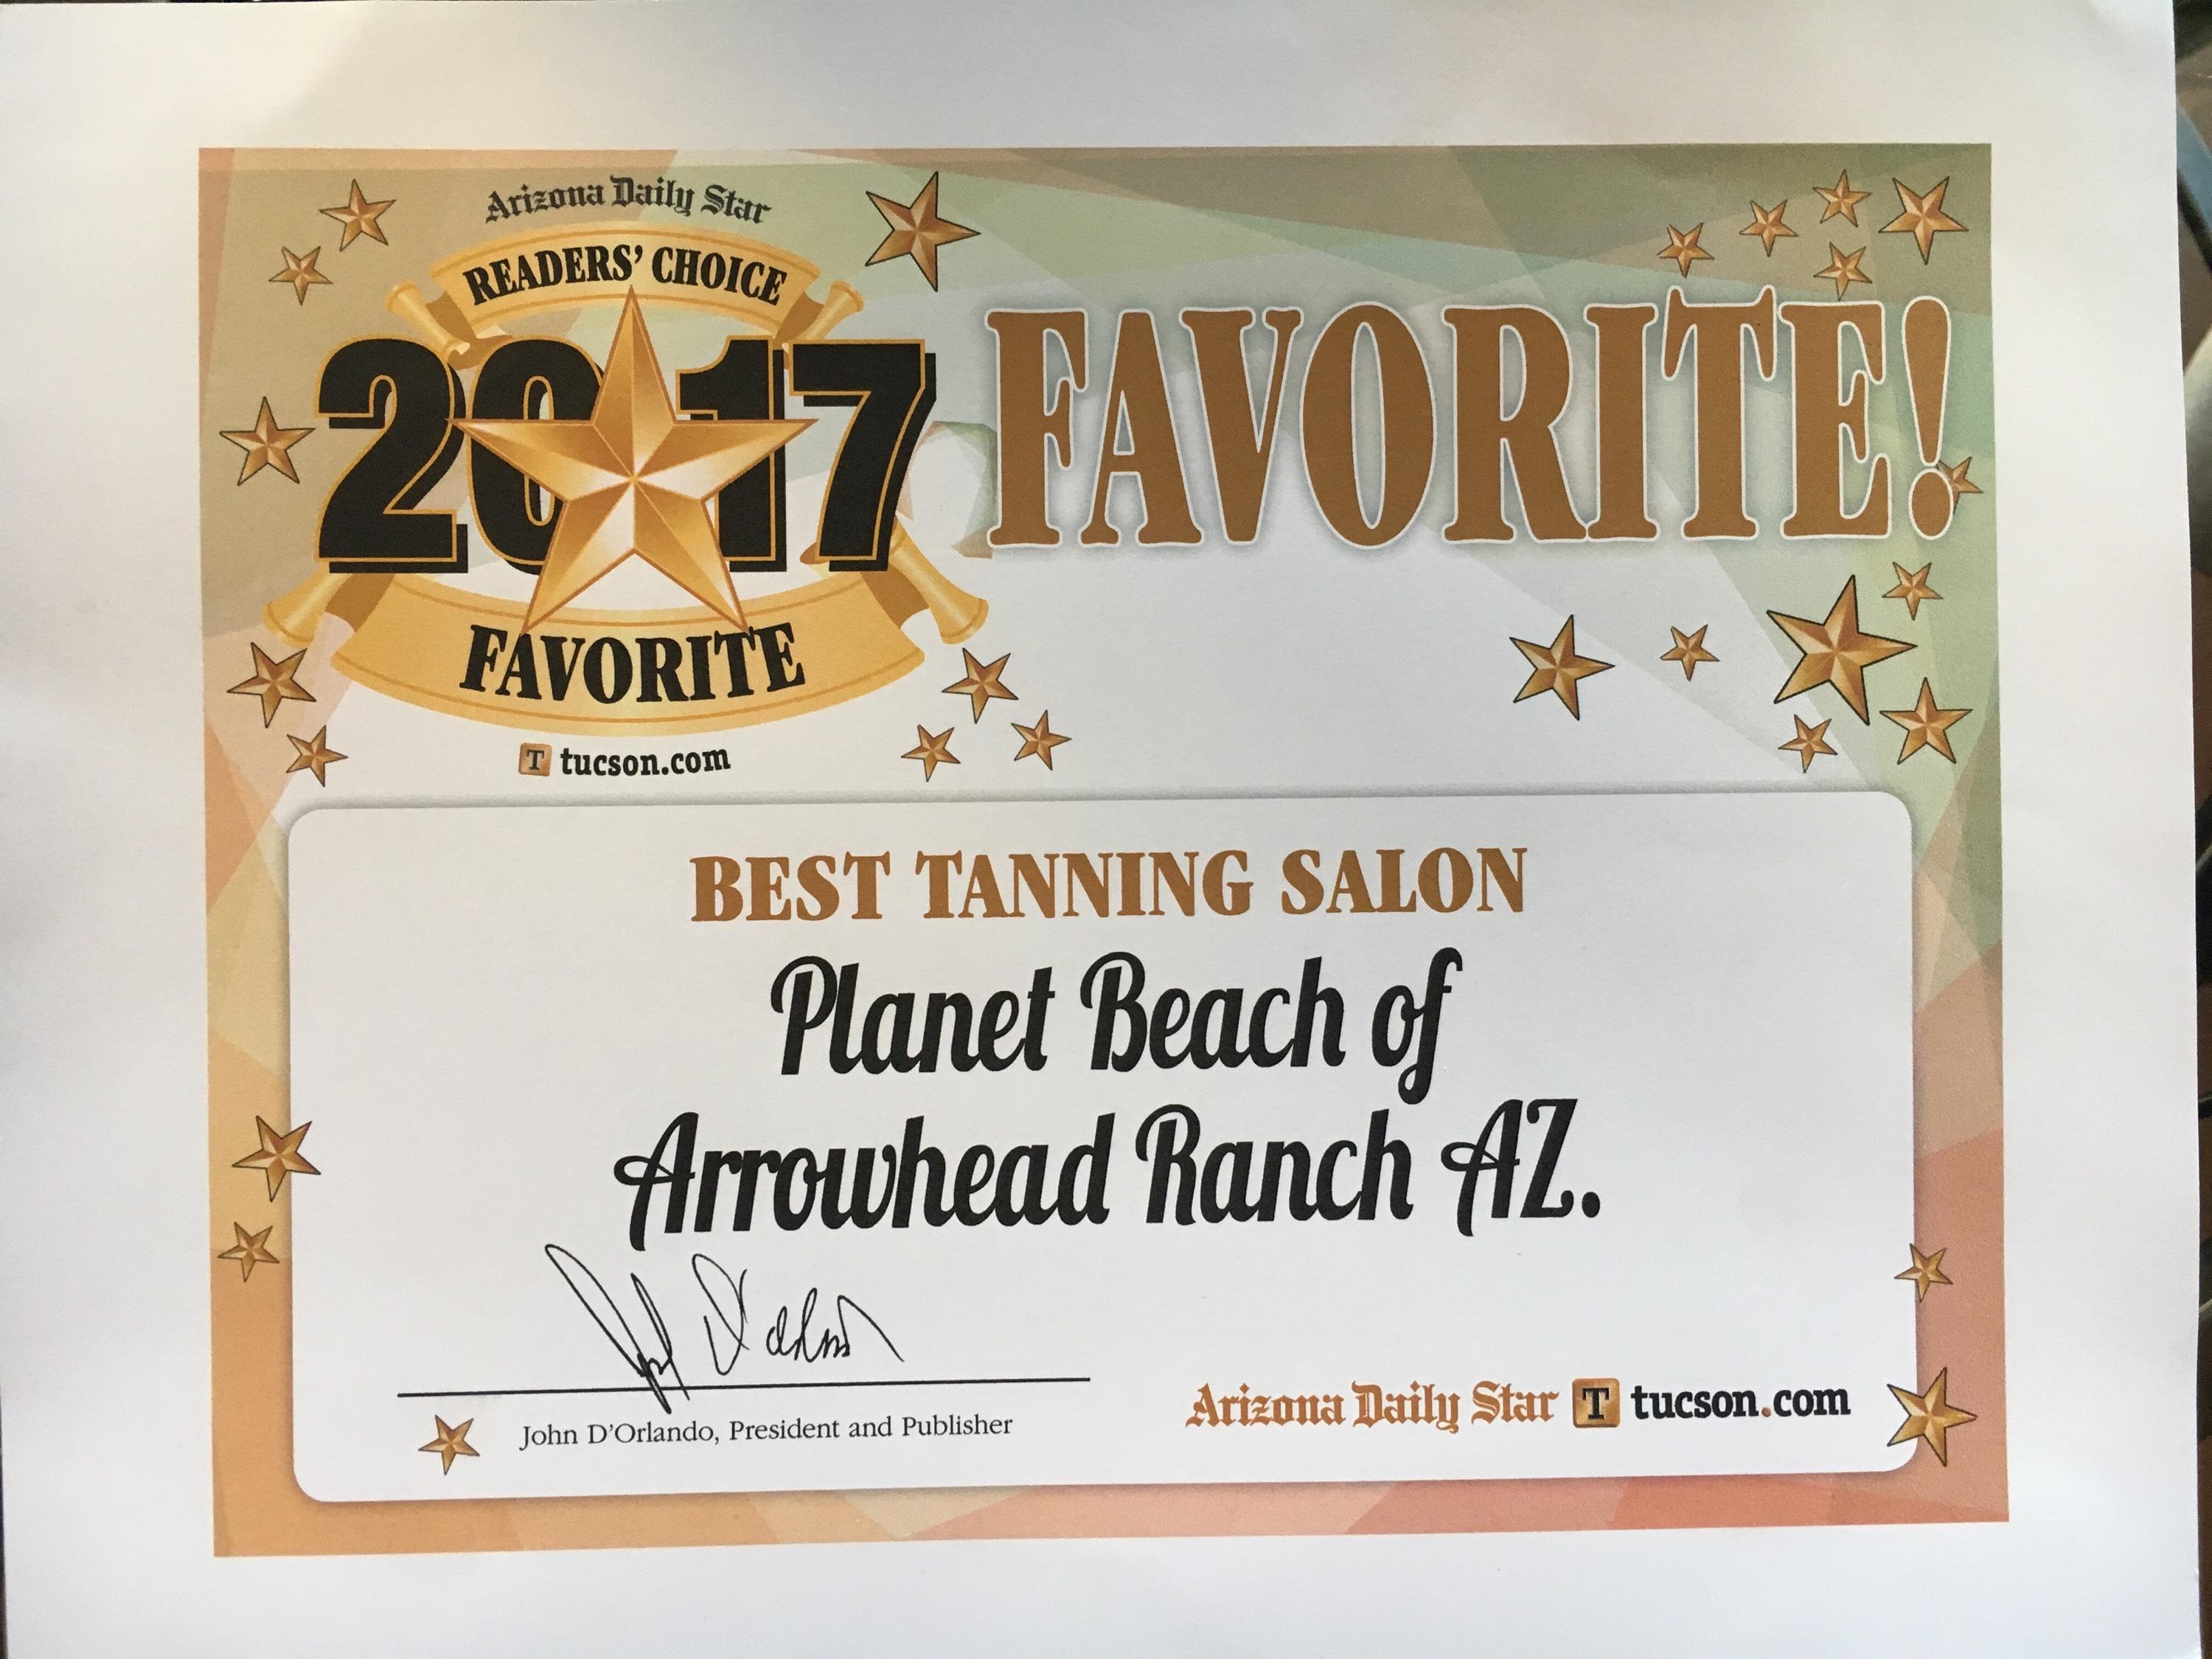 Arizona Daily Star
READERS' CHOICE
2017
FAVORITE
T tucson.com
FAVORITE!
BEST TANNING SALON
Planet Beach of
Arrowhead Ranch AZ.
John D'Orlando, President and Publisher
Arizona Daily Star T tucson.com